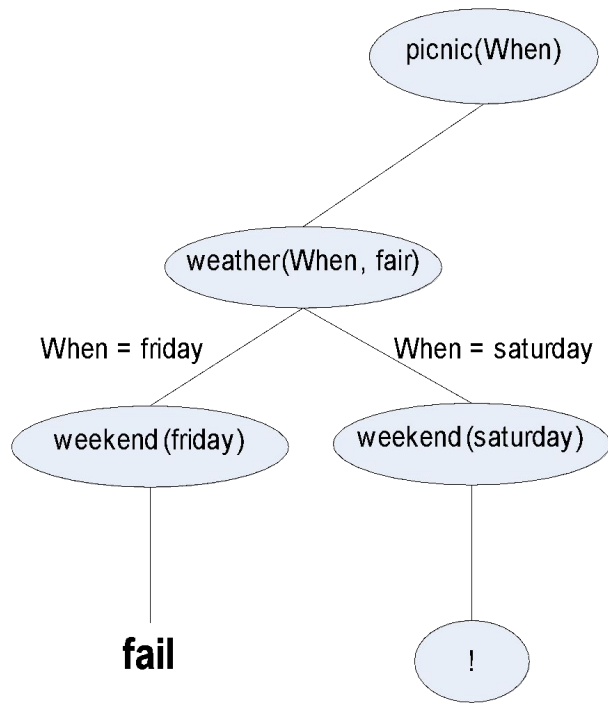 picnic(When)
weather(When, fair)
When = friday
When = saturday
weekend(friday)
weekend(saturday)
fail
!